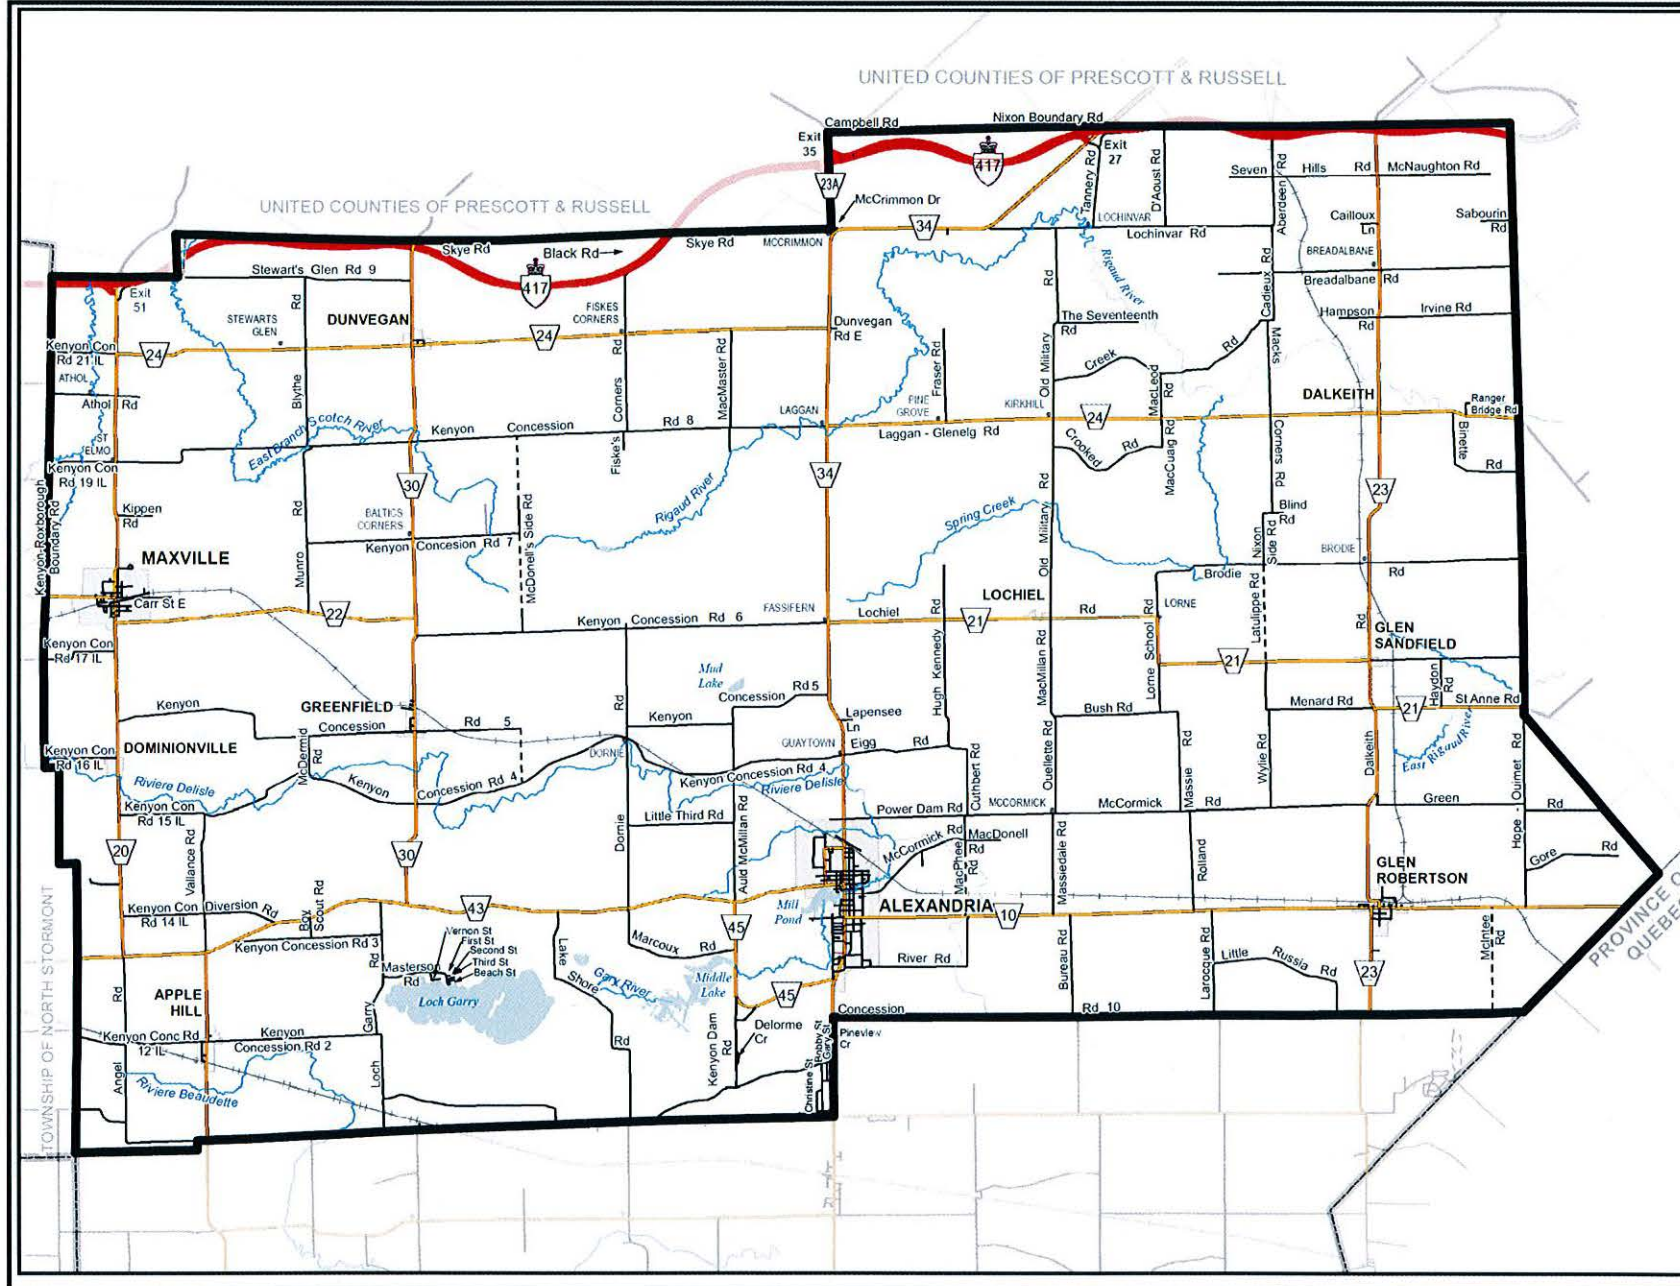 UNITED COUNTIES OF PRESCOTT & RUSSELL
Campbell Rd
Nixon Boundary Rd
Exit
35
417
Exit
27
Tannery Rd
D'Aoust Rd
Seven Hills Rd
McNaughton Rd
Aberdeen Rd
23A
McCrimmon Dr
34
LOCHINVAR
Lochinvar Rd
Cailloux
Ln
Sabourin
Rd
BREADALBANE
Breadalbane Rd
UNITED COUNTIES OF PRESCOTT & RUSSELL
Skye Rd
Black Rd
Skye Rd
MCCRIMMON
Stewart's Glen Rd 9
417
Exit
51
Rigaud River
Cadieux Rd
Hampson
Rd
Irvine Rd
STEWARTS
GLEN
DUNVEGAN
24
FISKES
CORNERS
Dunvegan
Rd E
The Seventeenth
Rd
Kenyon Con
Rd 21 IL
24
ATHOL
Athol Rd
Blythe Rd
Fiske's Corners Rd
MacMaster Rd
Fraser Rd
Old Military Rd
Creek Rd
MacLeod Rd
Macks Corners Rd
DALKEITH
Ranger
Bridge Rd
PINE
GROVE
KIRKHILL
24
LAGGAN
Laggan - Glenelg Rd
Crooked Rd
MacCuaig Rd
Binette Rd
East Branch Scotch River
Kenyon Concession Rd 8
ST
ELMO
Kenyon Con
Rd 19 IL
Kenyon-Roxborough
Boundary Rd
Kippen
Rd
30
34
23
BALTICS
CORNERS
Kenyon Concesion Rd 7
McDonell's Side Rd
Rigaud River
Spring Creek
Old Military Rd
Blind
Rd
Nixon
Side Rd
BRODIE
Brodie Rd
Munro Rd
MAXVILLE
Carr St E
22
Kenyon Concession Rd 6
FASSIFERN
Lochiel Rd
21
LOCHIEL
LORNE
Latulippe Rd
GLEN
SANDFIELD
Kenyon Con
Rd 17 IL
Mud
Lake
Hugh Kennedy Rd
MacMillan Rd
Lorne School Rd
21
Haydon
Rd
St Anne Rd
21
Menard Rd
Kenyon Concession Rd 5
GREENFIELD
Kenyon Concession Rd 5
Lapensee
Ln
Bush Rd
DOMINIONVILLE
Kenyon Con
Rd 16 IL
McDermid
Rd
DORNIE
GUAYTOWN
Eigg Rd
Cuthbert Rd
Ouellette Rd
Massie Rd
Wylie Rd
Dalkeith Rd
East Rigaud River
Hope - Ouimet Rd
Riviere Delisle
Kenyon Concession Rd 4
Kenyon Concession Rd 4
Riviere Delisle
Kenyon Con
Rd 15 IL
Little Third Rd
Power Dam Rd
MCCORMICK
McCormick Rd
Green Rd
20
30
Vallance Rd
Dornie Rd
Auld McMillan Rd
McCormick Rd
MacDonell
Rd
MacPhee Rd
Massiedale Rd
Rolland
GLEN
ROBERTSON
Gore Rd
Kenyon Con
Rd 14 IL
Diversion Rd
Boy
Scout Rd
43
Mill
Pond
ALEXANDRIA
10
Kenyon Concession Rd 3
Vernon St
First St
Second St
Third St
Beach St
Masterson
Rd
Loch Garry
Lake Shore Rd
Marcoux Rd
45
Garry River
Middle
Lake
45
River Rd
Bureau Rd
Larocque Rd
Little Russia Rd
23
McIntee
Rd
PROVINCE OF
QUEBEC
TOWNSHIP OF NORTH STORMONT
APPLE
HILL
Concession Rd 10
Kenyon Conc Rd
12 IL
Kenyon
Concession Rd 2
Loch Garry Rd
Angel Rd
Riviere Beaudette
Kenyon Dam
Rd
Delorme
Cr
Christine St
Bobby St
Gary St
Pineview
Cr